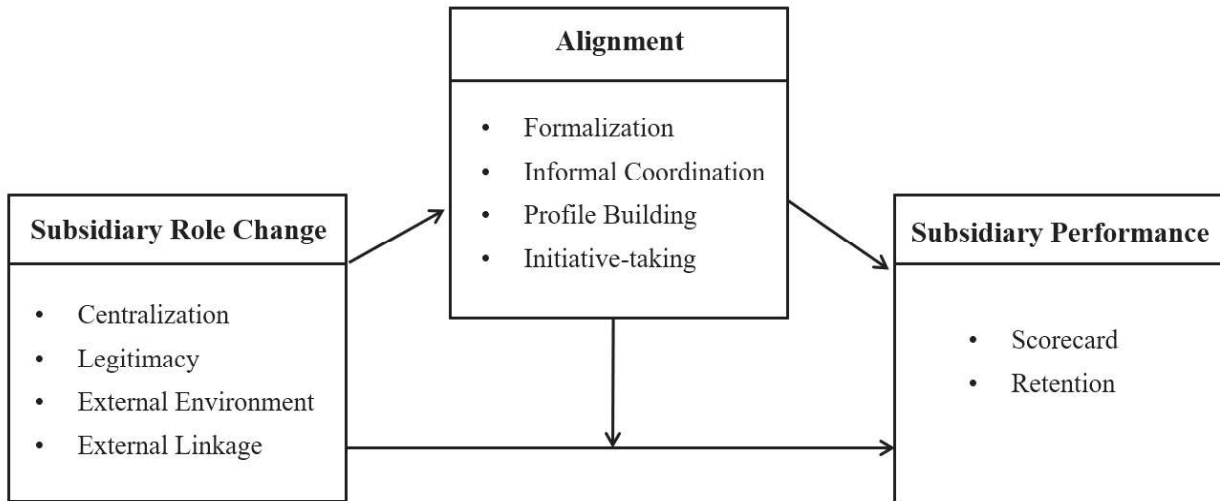 Alignment
• Formalization
• Informal Coordination
• Profile Building
• Initiative-taking
Subsidiary Role Change
• Centralization
• Legitimacy
• External Environment
• External Linkage
Subsidiary Performance
• Scorecard
• Retention